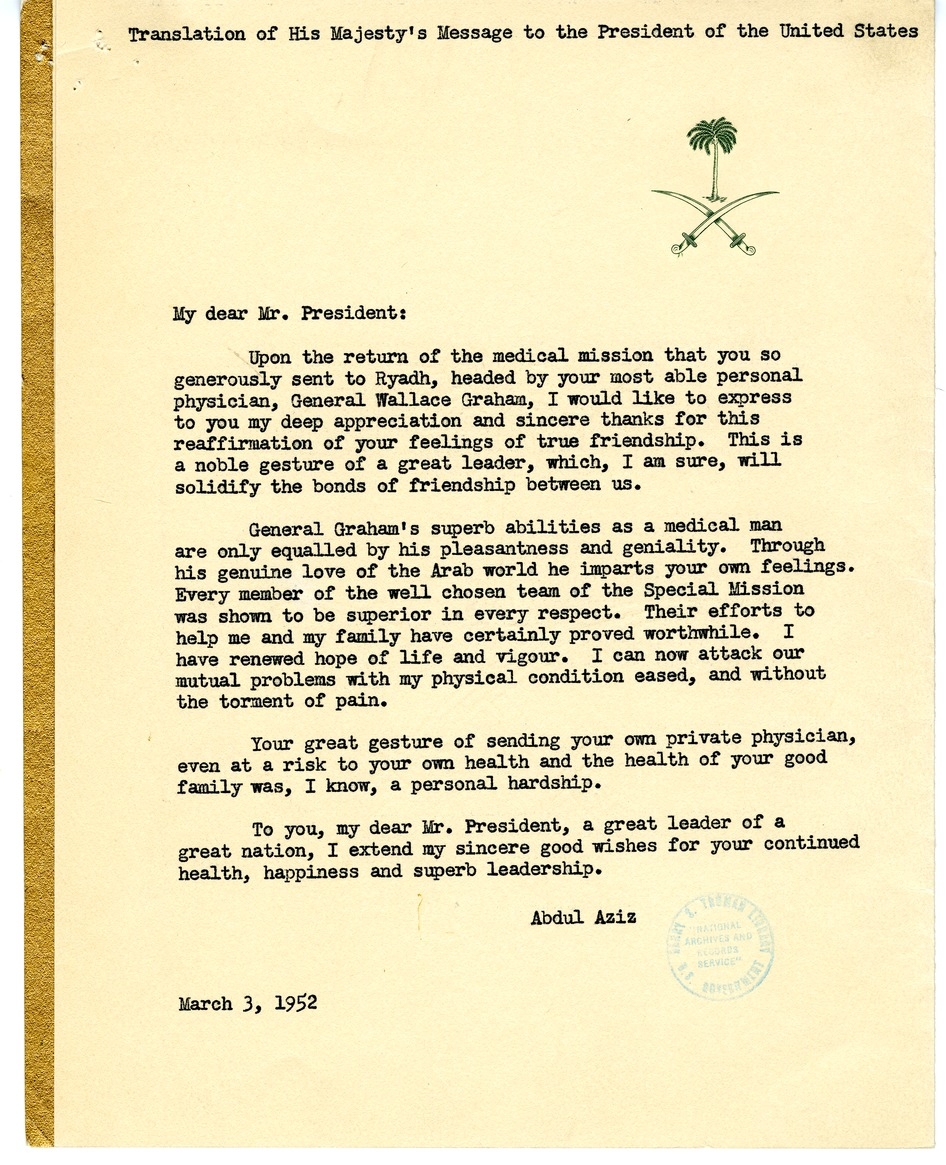 Translation of His Majesty's Message to the President of the United States
My dear Mr. President:
Upon the return of the medical mission that you so
generously sent to Ryadh, headed by your most able personal
physician, General Wallace Graham, I would like to express
to you my deep appreciation and sincere thanks for this
reaffirmation of your feelings of true friendship. This is
a noble gesture of a great leader, which, I am sure, will
solidify the bonds of friendship between us.
General Graham's superb abilities as a medical man
are only equalled by his pleasantness and geniality. Through
his genuine love of the Arab world he imparts your own feelings.
Every member of the well chosen team of the Special Mission
was shown to be superior in every respect. Their efforts to
help me and my family have certainly proved worthwhile. I
have renewed hope of life and vigour. I can now attack our
mutual problems with my physical condition eased, and without
the torment of pain.
Your great gesture of sending your own private physician,
even at a risk to your own health and the health of your good
family was, I know, a personal hardship.
To you, my dear Mr. President, a great leader of a
great nation, I extend my sincere good wishes for your continued
health, happiness and superb leadership.
Abdul Aziz
HARRY S. TRUMAN LIBRARY
"NATIONAL
ARCHIVES AND
RECORDS
SERVICE"
U.S. GOVERNMENT
March 3, 1952